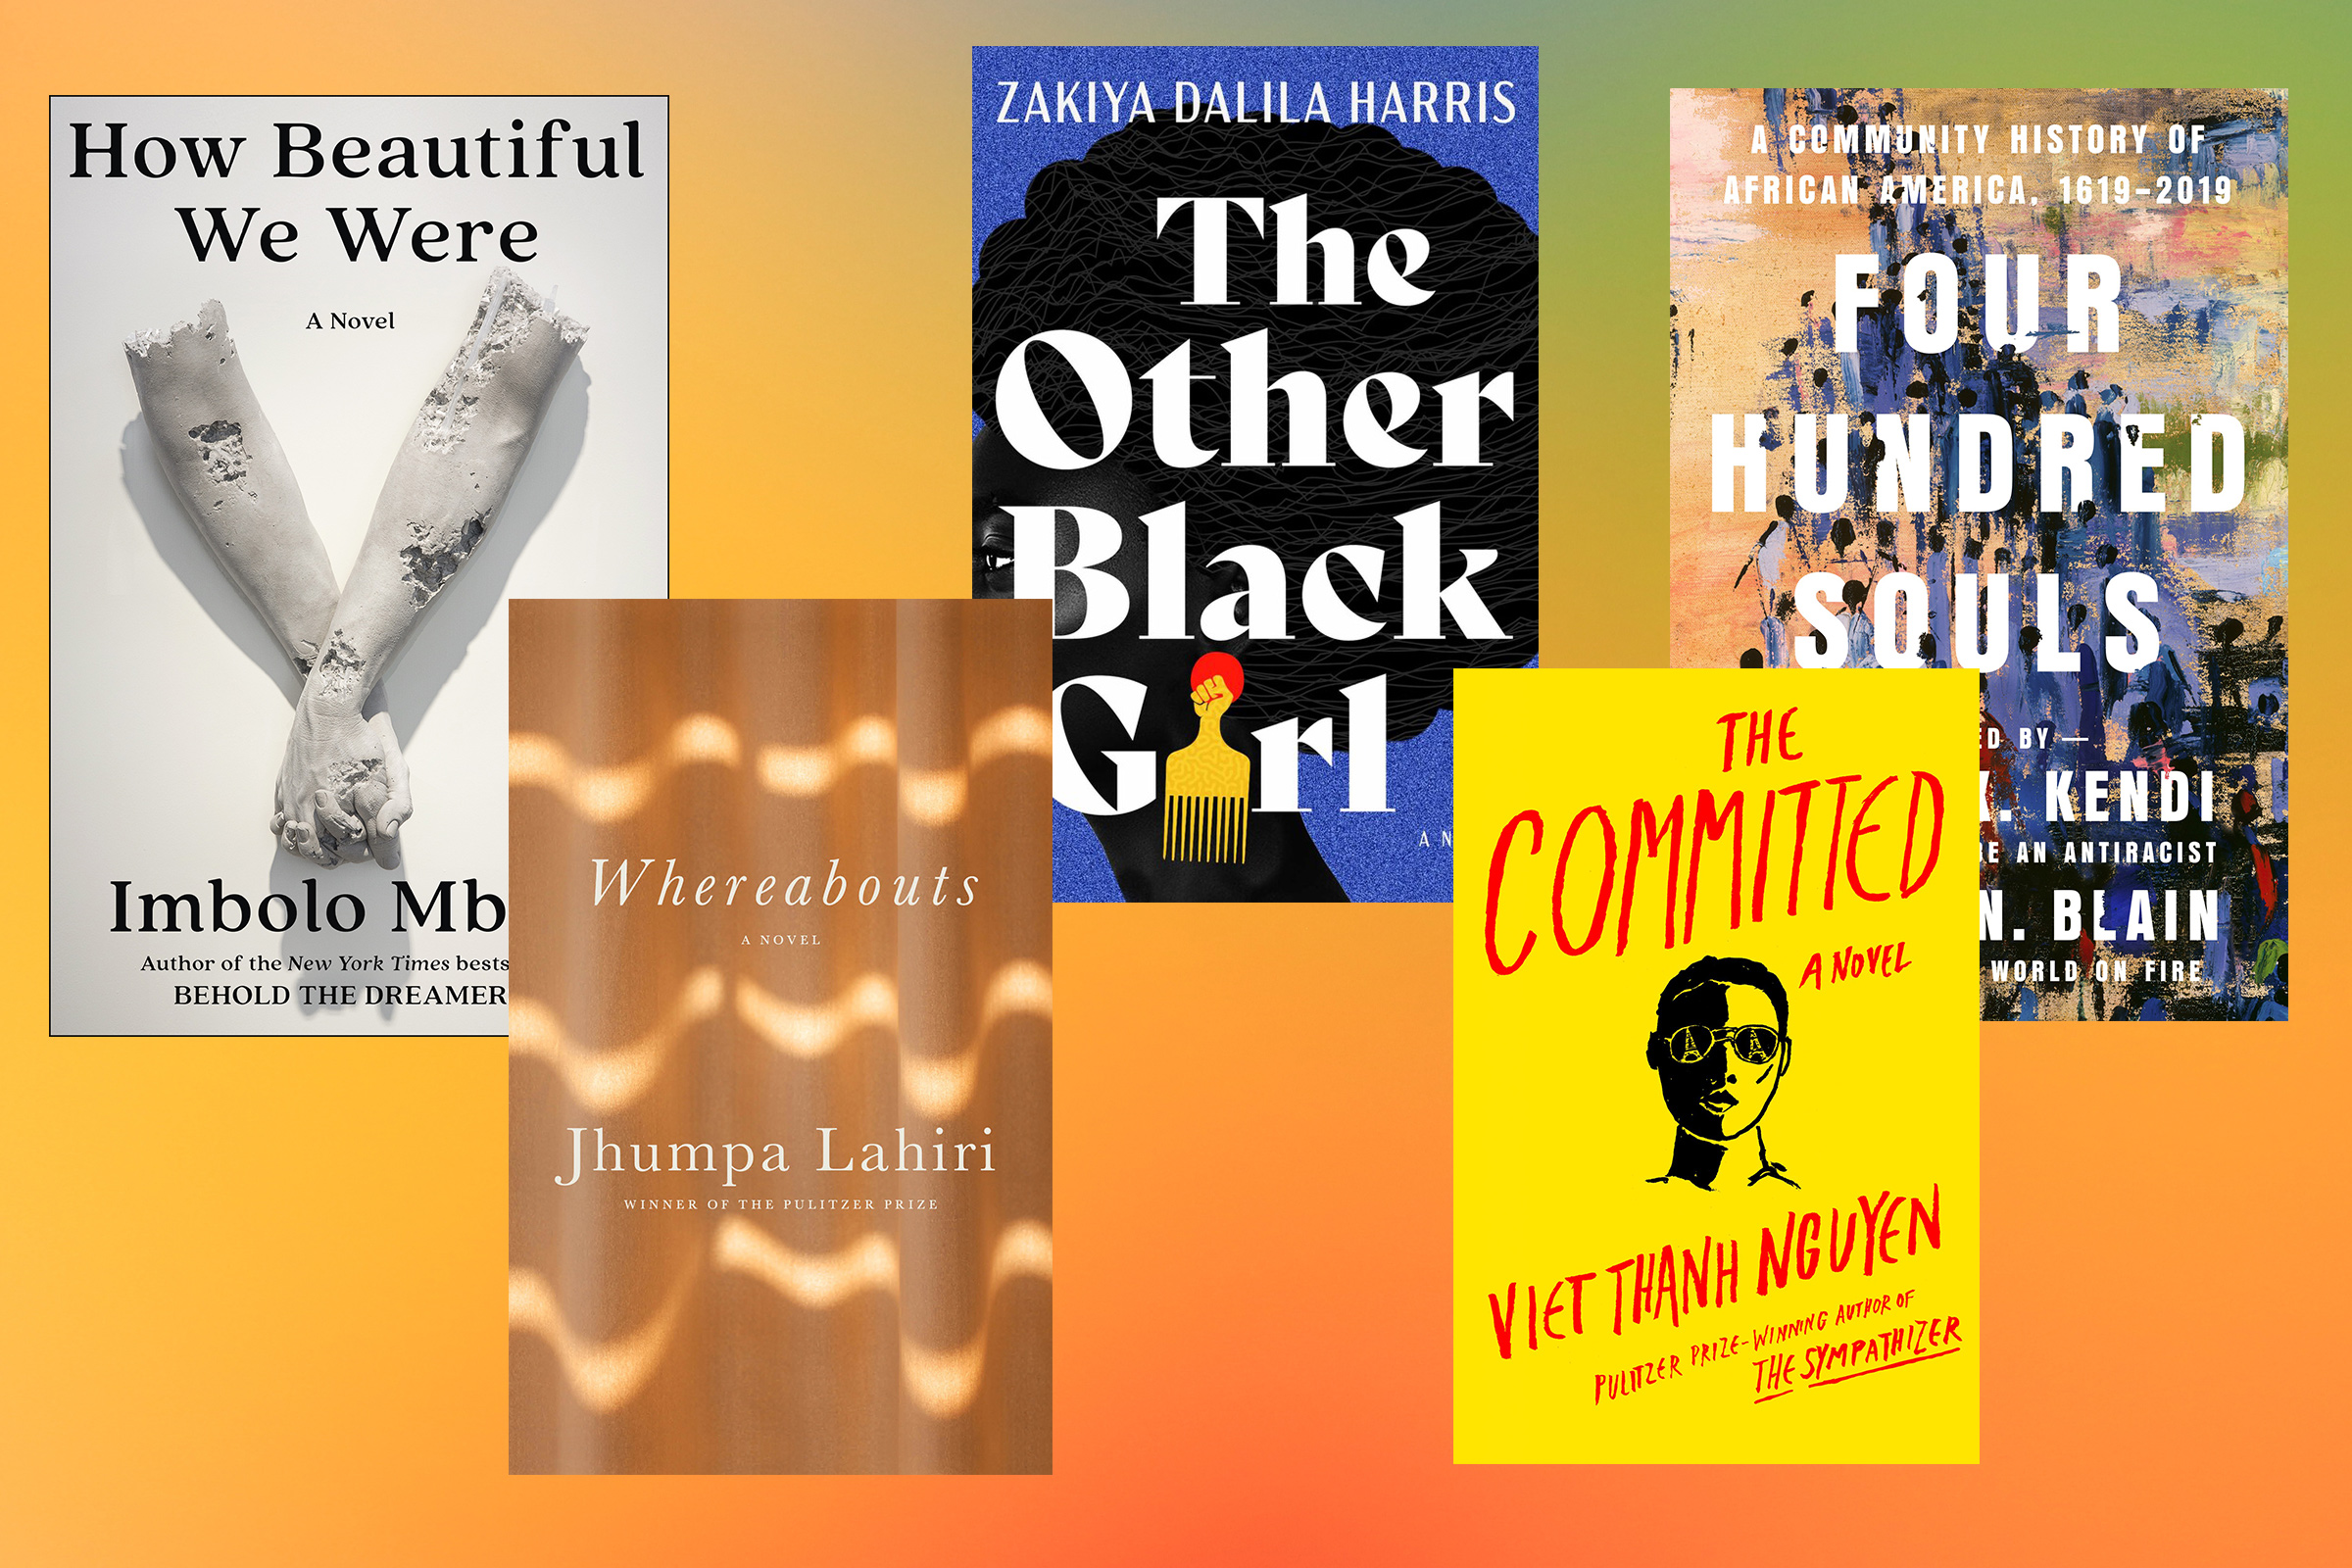 How Beautiful
We Were
A Novel
Imbolo Mb
Author of the New York Times bests
BEHOLD THE DREAMER
Whereabouts
A NOVEL
Jhumpa Lahiri
WINNER OF THE PULITZER PRIZE
ZAKIYA DALILA HARRIS
The
Other
Black
Girl
A N
THE
COMMITTED
A NOVEL
VIET THANH NGUYEN
PULITZER PRIZE-WINNING AUTHOR OF
THE SYMPATHIZER
A COMMUNITY HISTORY OF
AFRICAN AMERICA, 1619–2019
FOUR
HUNDRED
SOULS
ED BY —
X. KENDI
RE AN ANTIRACIST
N. BLAIN
WORLD ON FIRE